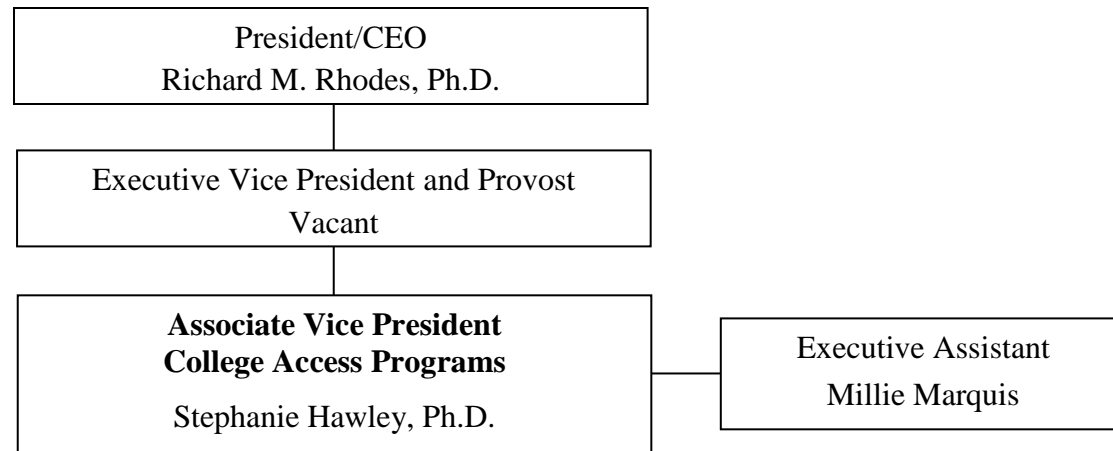 President/CEO
Richard M. Rhodes, Ph.D.
Executive Vice President and Provost
Vacant
Associate Vice President
College Access Programs
Stephanie Hawley, Ph.D.
Executive Assistant
Millie Marquis